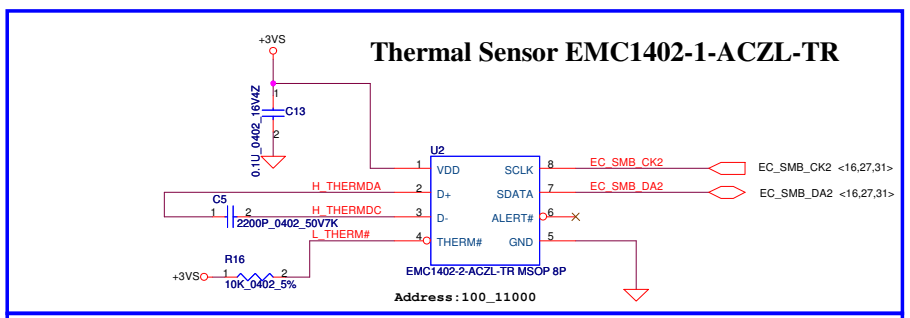 +3VS
Thermal Sensor EMC1402-1-ACZL-TR
1
C13
2
0.1U_0402_16V4Z
U2
1 VDD SCLK 8 EC_SMB_CK2 EC_SMB_CK2 <16,27,31>
H_THERMDA 2 D+ SDATA 7 EC_SMB_DA2 EC_SMB_DA2 <16,27,31>
C5
1 2 H_THERMDC 3 D- ALERT# 6
2200P_0402_50V7K
L_THERM# 4 THERM# GND 5
R16
EMC1402-2-ACZL-TR MSOP 8P
+3VS 1 2
10K_0402_5%
Address:100_11000